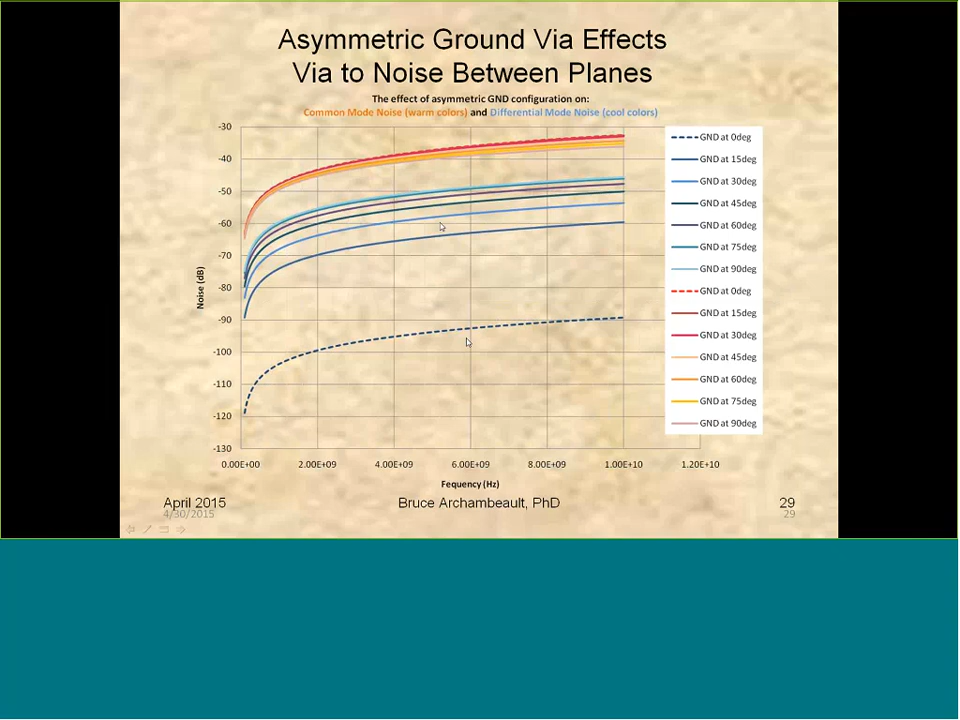 Asymmetric Ground Via Effects
Via to Noise Between Planes
The effect of asymmetric GND configuration on:
Common Mode Noise (warm colors) and Differential Mode Noise (cool colors)
-30
-40
-50
-60
-70
-80
-90
-100
-110
-120
-130
Noise (dB)
0.00E+00 2.00E+09 4.00E+09 6.00E+09 8.00E+09 1.00E+10 1.20E+10
Fequency (Hz)
GND at 0deg
GND at 15deg
GND at 30deg
GND at 45deg
GND at 60deg
GND at 75deg
GND at 90deg
GND at 0deg
GND at 15deg
GND at 30deg
GND at 45deg
GND at 60deg
GND at 75deg
GND at 90deg
April 2015 Bruce Archambeault, PhD 29
4/30/2015 29